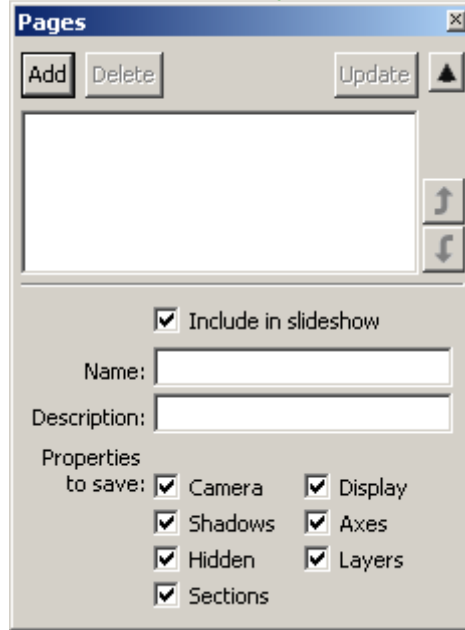 Pages
Add Delete Update
Include in slideshow
Name:
Description:
Properties
to save: Camera Display
Shadows Axes
Hidden Layers
Sections